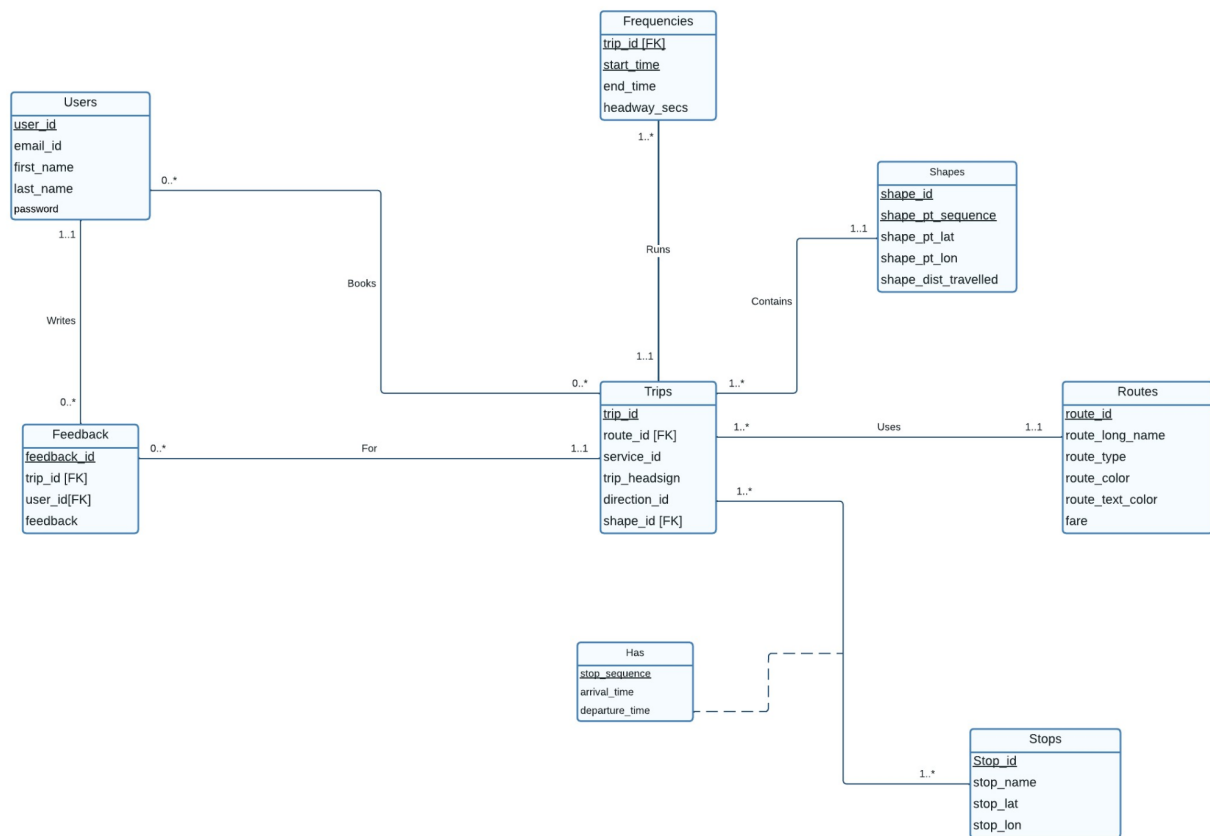 Frequencies
trip_id [FK]
start_time
end_time
headway_secs
1..*
Users
user_id
email_id
first_name
last_name
password
0..*
1..1
Shapes
shape_id
shape_pt_sequence
shape_pt_lat
shape_pt_lon
shape_dist_travelled
1..1
Runs
Books
Contains
Writes
1..1
0..*
1..*
0..*
Trips
trip_id
route_id [FK]
service_id
trip_headsign
direction_id
shape_id [FK]
Routes
route_id
route_long_name
route_type
route_color
route_text_color
fare
1..*
Uses
1..1
Feedback
feedback_id
trip_id [FK]
user_id[FK]
feedback
0..*
For
1..1
1..*
Has
stop_sequence
arrival_time
departure_time
Stops
Stop_id
stop_name
stop_lat
stop_lon
1..*